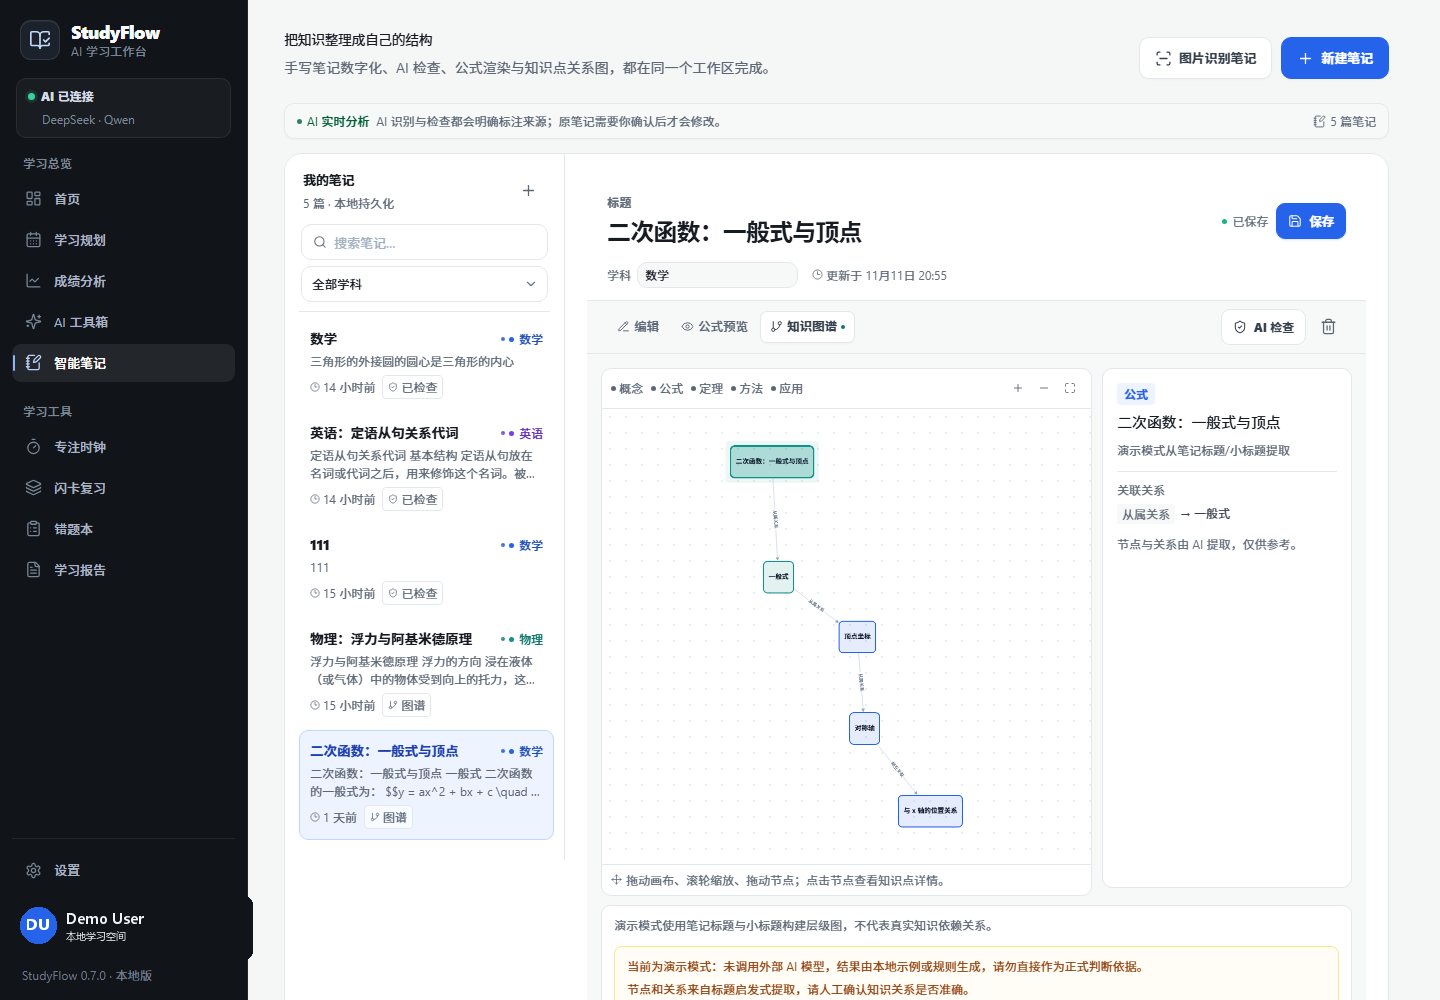 StudyFlow
AI 学习工作台
AI 已连接
DeepSeek · Qwen
学习总览
首页
学习规划
成绩分析
AI 工具箱
智能笔记
学习工具
专注时钟
闪卡复习
错题本
学习报告
设置
DU
Demo User
本地学习空间
StudyFlow 0.7.0 · 本地版
把知识整理成自己的结构
手写笔记数字化、AI 检查、公式渲染与知识点关系图，都在同一个工作区完成。
图片识别笔记
新建笔记
AI 实时分析 AI 识别与检查都会明确标注来源；原笔记需要你确认后才会修改。
5 篇笔记
我的笔记
5 篇 · 本地持久化
搜索笔记...
全部学科
数学
数学
三角形的外接圆的圆心是三角形的内心
14 小时前 已检查
英语：定语从句关系代词
英语
定语从句关系代词 基本结构 定语从句放在
名词或代词之后，用来修饰这个名词。被...
14 小时前 已检查
111
数学
111
15 小时前 已检查
物理：浮力与阿基米德原理
物理
浮力与阿基米德原理 浮力的方向 浸在液体
（或气体）中的物体受到向上的托力，这...
15 小时前 图谱
二次函数：一般式与顶点
数学
二次函数：一般式与顶点 一般式 二次函数
的一般式为： $$y = ax^2 + bx + c \quad ...
1 天前 图谱
标题
二次函数：一般式与顶点
已保存
保存
学科 数学 更新于 11月11日 20:55
编辑
公式预览
知识图谱
AI 检查
概念 公式 定理 方法 应用
二次函数：一般式与顶点
从属关系
一般式
从属关系
顶点坐标
从属关系
对称轴
与 x 轴的位置关系
拖动画布、滚轮缩放、拖动节点；点击节点查看知识点详情。
公式
二次函数：一般式与顶点
演示模式从笔记标题/小标题提取
关联关系
从属关系 → 一般式
节点与关系由 AI 提取，仅供参考。
演示模式使用笔记标题与小标题构建层级图，不代表真实知识依赖关系。
当前为演示模式：未调用外部 AI 模型，结果由本地示例或规则生成，请勿直接作为正式判断依据。
节点和关系来自标题启发式提取，请人工确认知识关系是否准确。